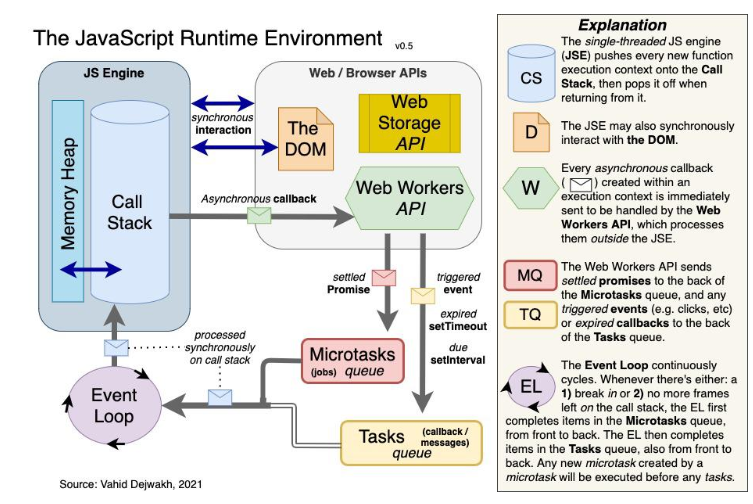 The JavaScript Runtime Environment v0.5
JS Engine
Memory Heap
Call
Stack
synchronous
interaction
Asynchronous callback
Web / Browser APIs
The
DOM
Web
Storage
API
Web Workers
API
settled
Promise
triggered
event
expired
setTimeout
due
setInterval
processed
synchronously
on call stack
Event
Loop
Microtasks
(jobs) queue
Tasks (callback /
messages)
queue
Source: Vahid Dejwakh, 2021
Explanation
CS
The single-threaded JS engine
(JSE) pushes every new function
execution context onto the Call
Stack, then pops it off when
returning from it.
D
The JSE may also synchronously
interact with the DOM.
W
Every asynchronous callback
( ) created within an
execution context is immediately
sent to be handled by the Web
Workers API, which processes
them outside the JSE.
MQ
TQ
The Web Workers API sends
settled promises to the back of
the Microtasks queue, and any
triggered events (e.g. clicks, etc)
or expired callbacks to the back
of the Tasks queue.
EL
The Event Loop continuously
cycles. Whenever there's either: a
1) break in or 2) no more frames
left on the call stack, the EL first
completes items in the Microtasks queue,
from front to back. The EL then completes
items in the Tasks queue, also from front to
back. Any new microtask created by a
microtask will be executed before any tasks.